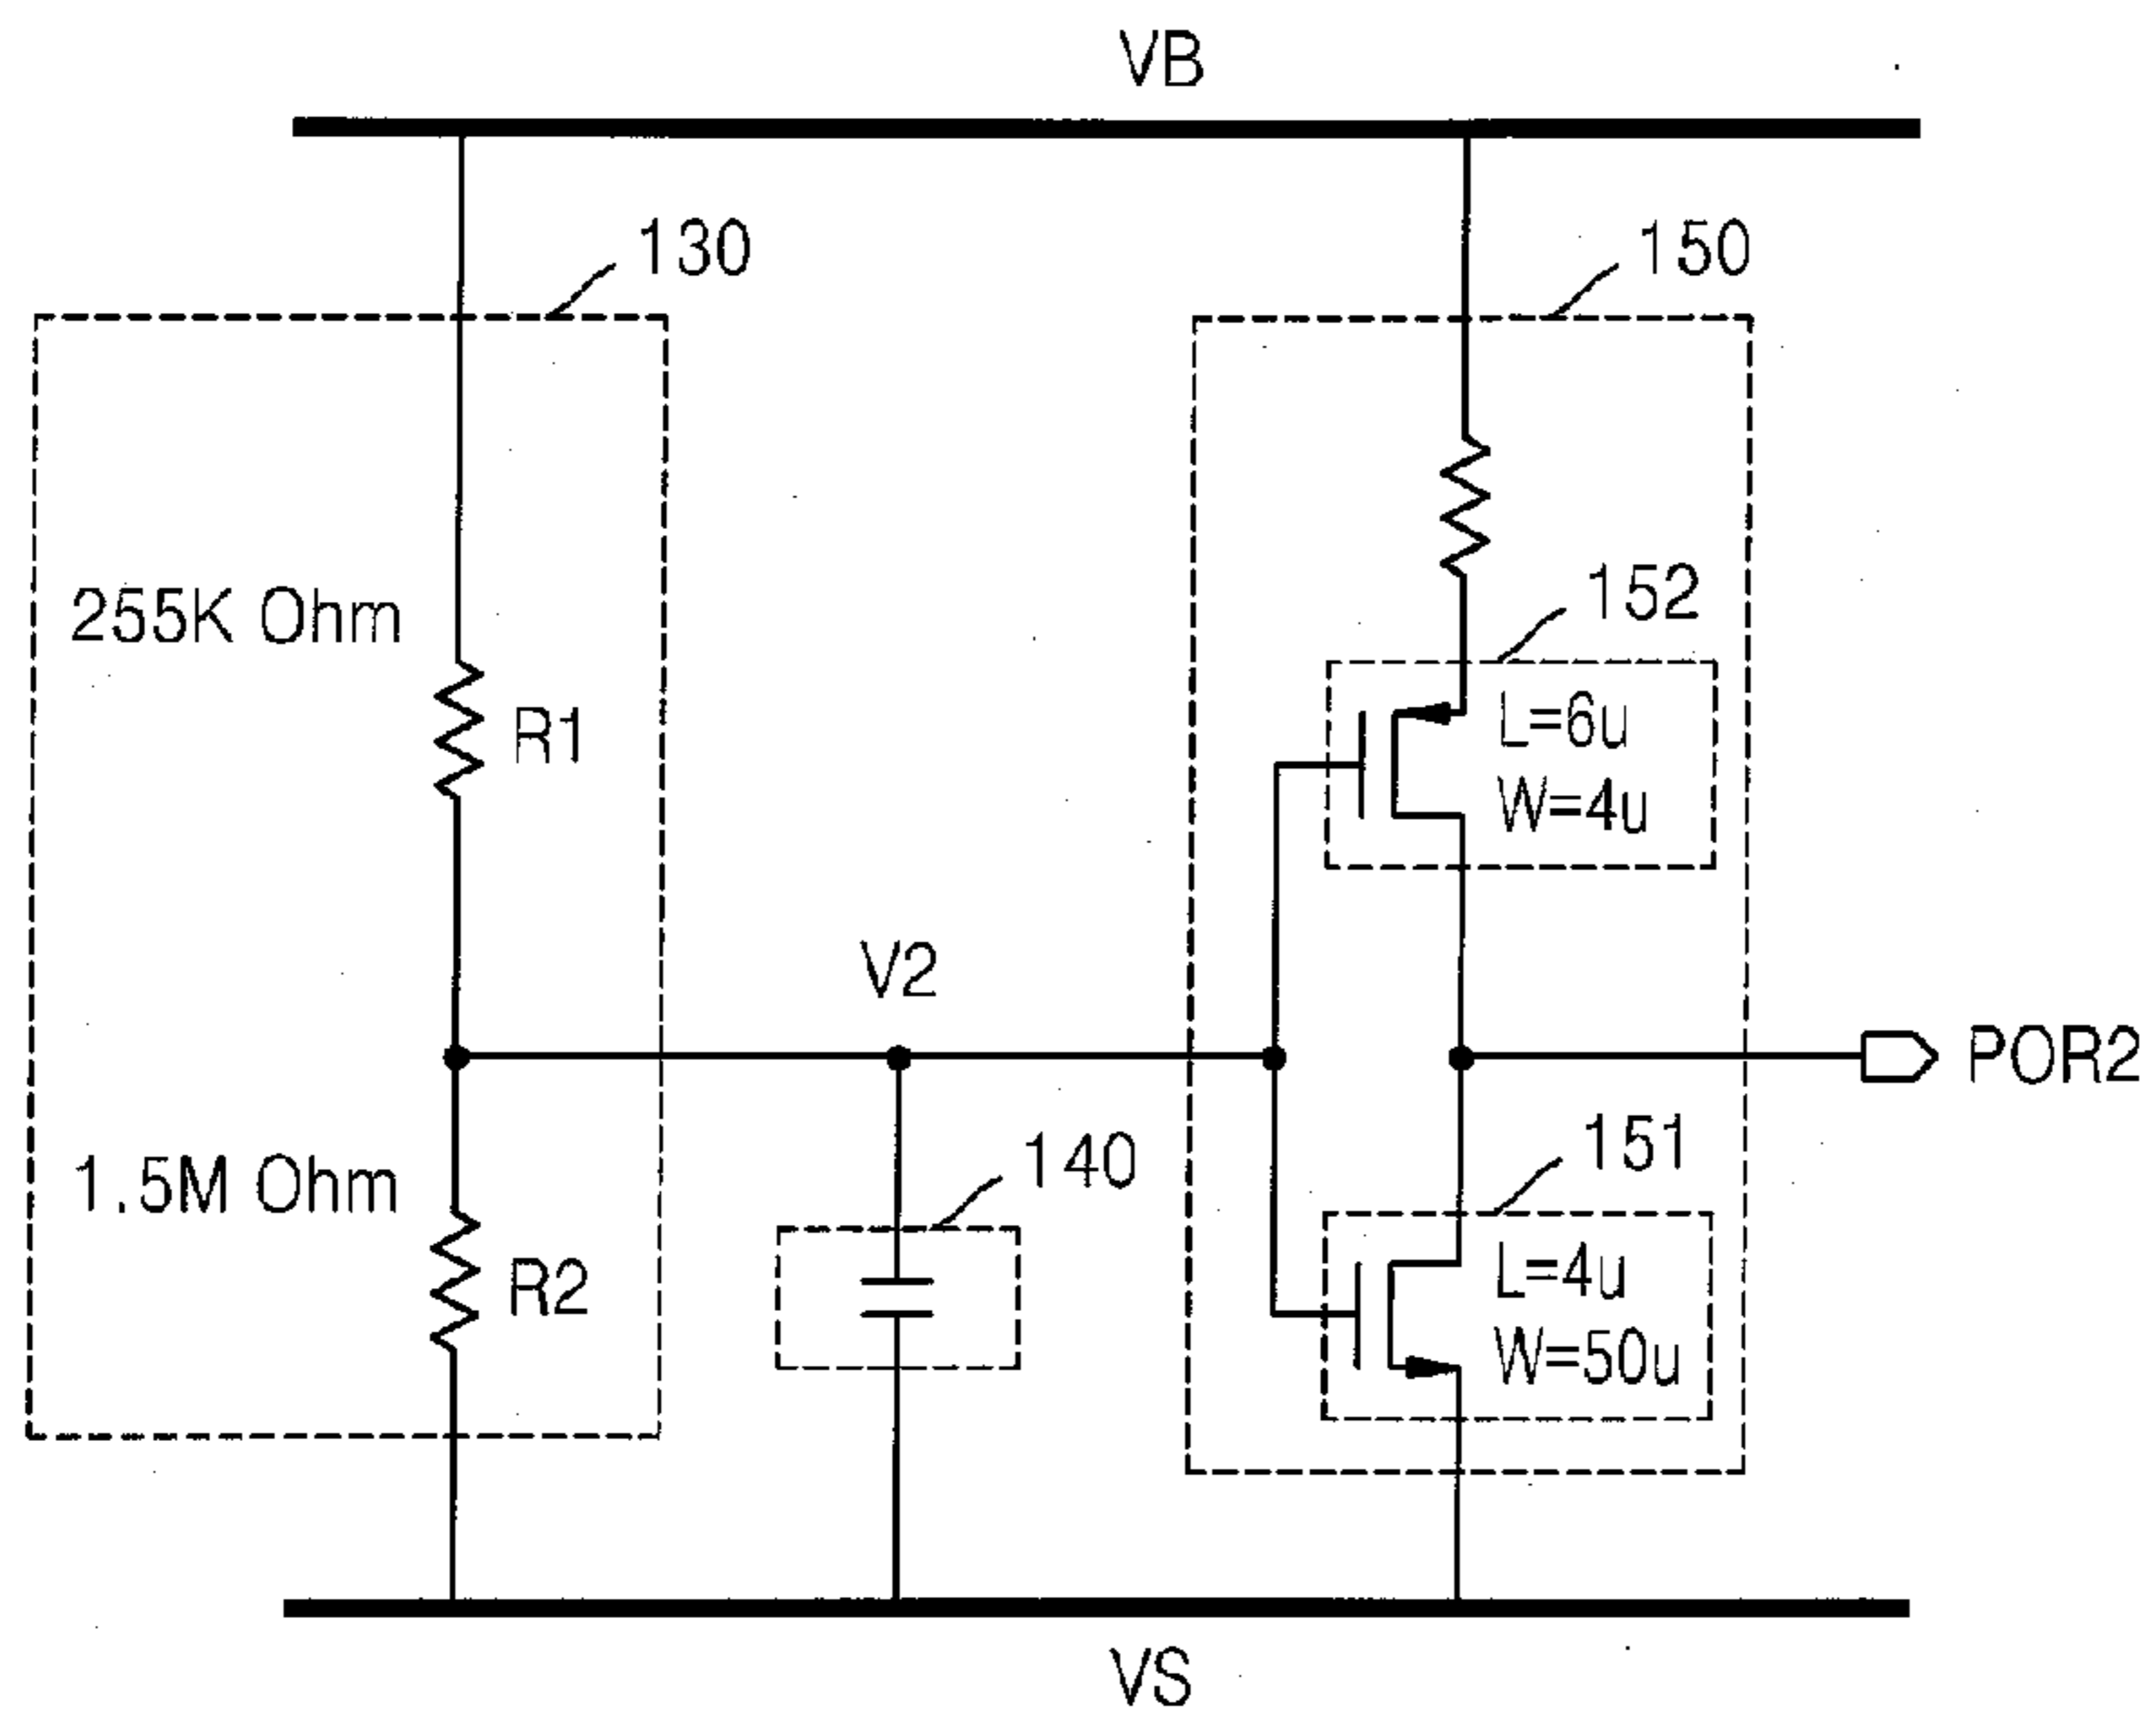 VB
130
150
255K Ohm
R1
152
L=6u
W=4u
V2
POR2
1.5M Ohm
R2
140
151
L=4u
W=50u
VS